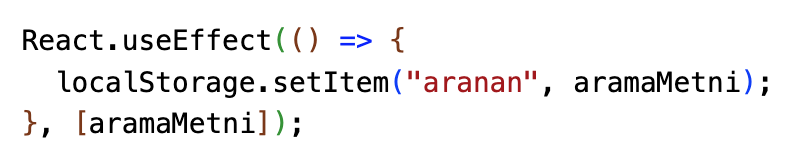 React.useEffect(() => {
  localStorage.setItem("aranan", aramaMetni);
}, [aramaMetni]);